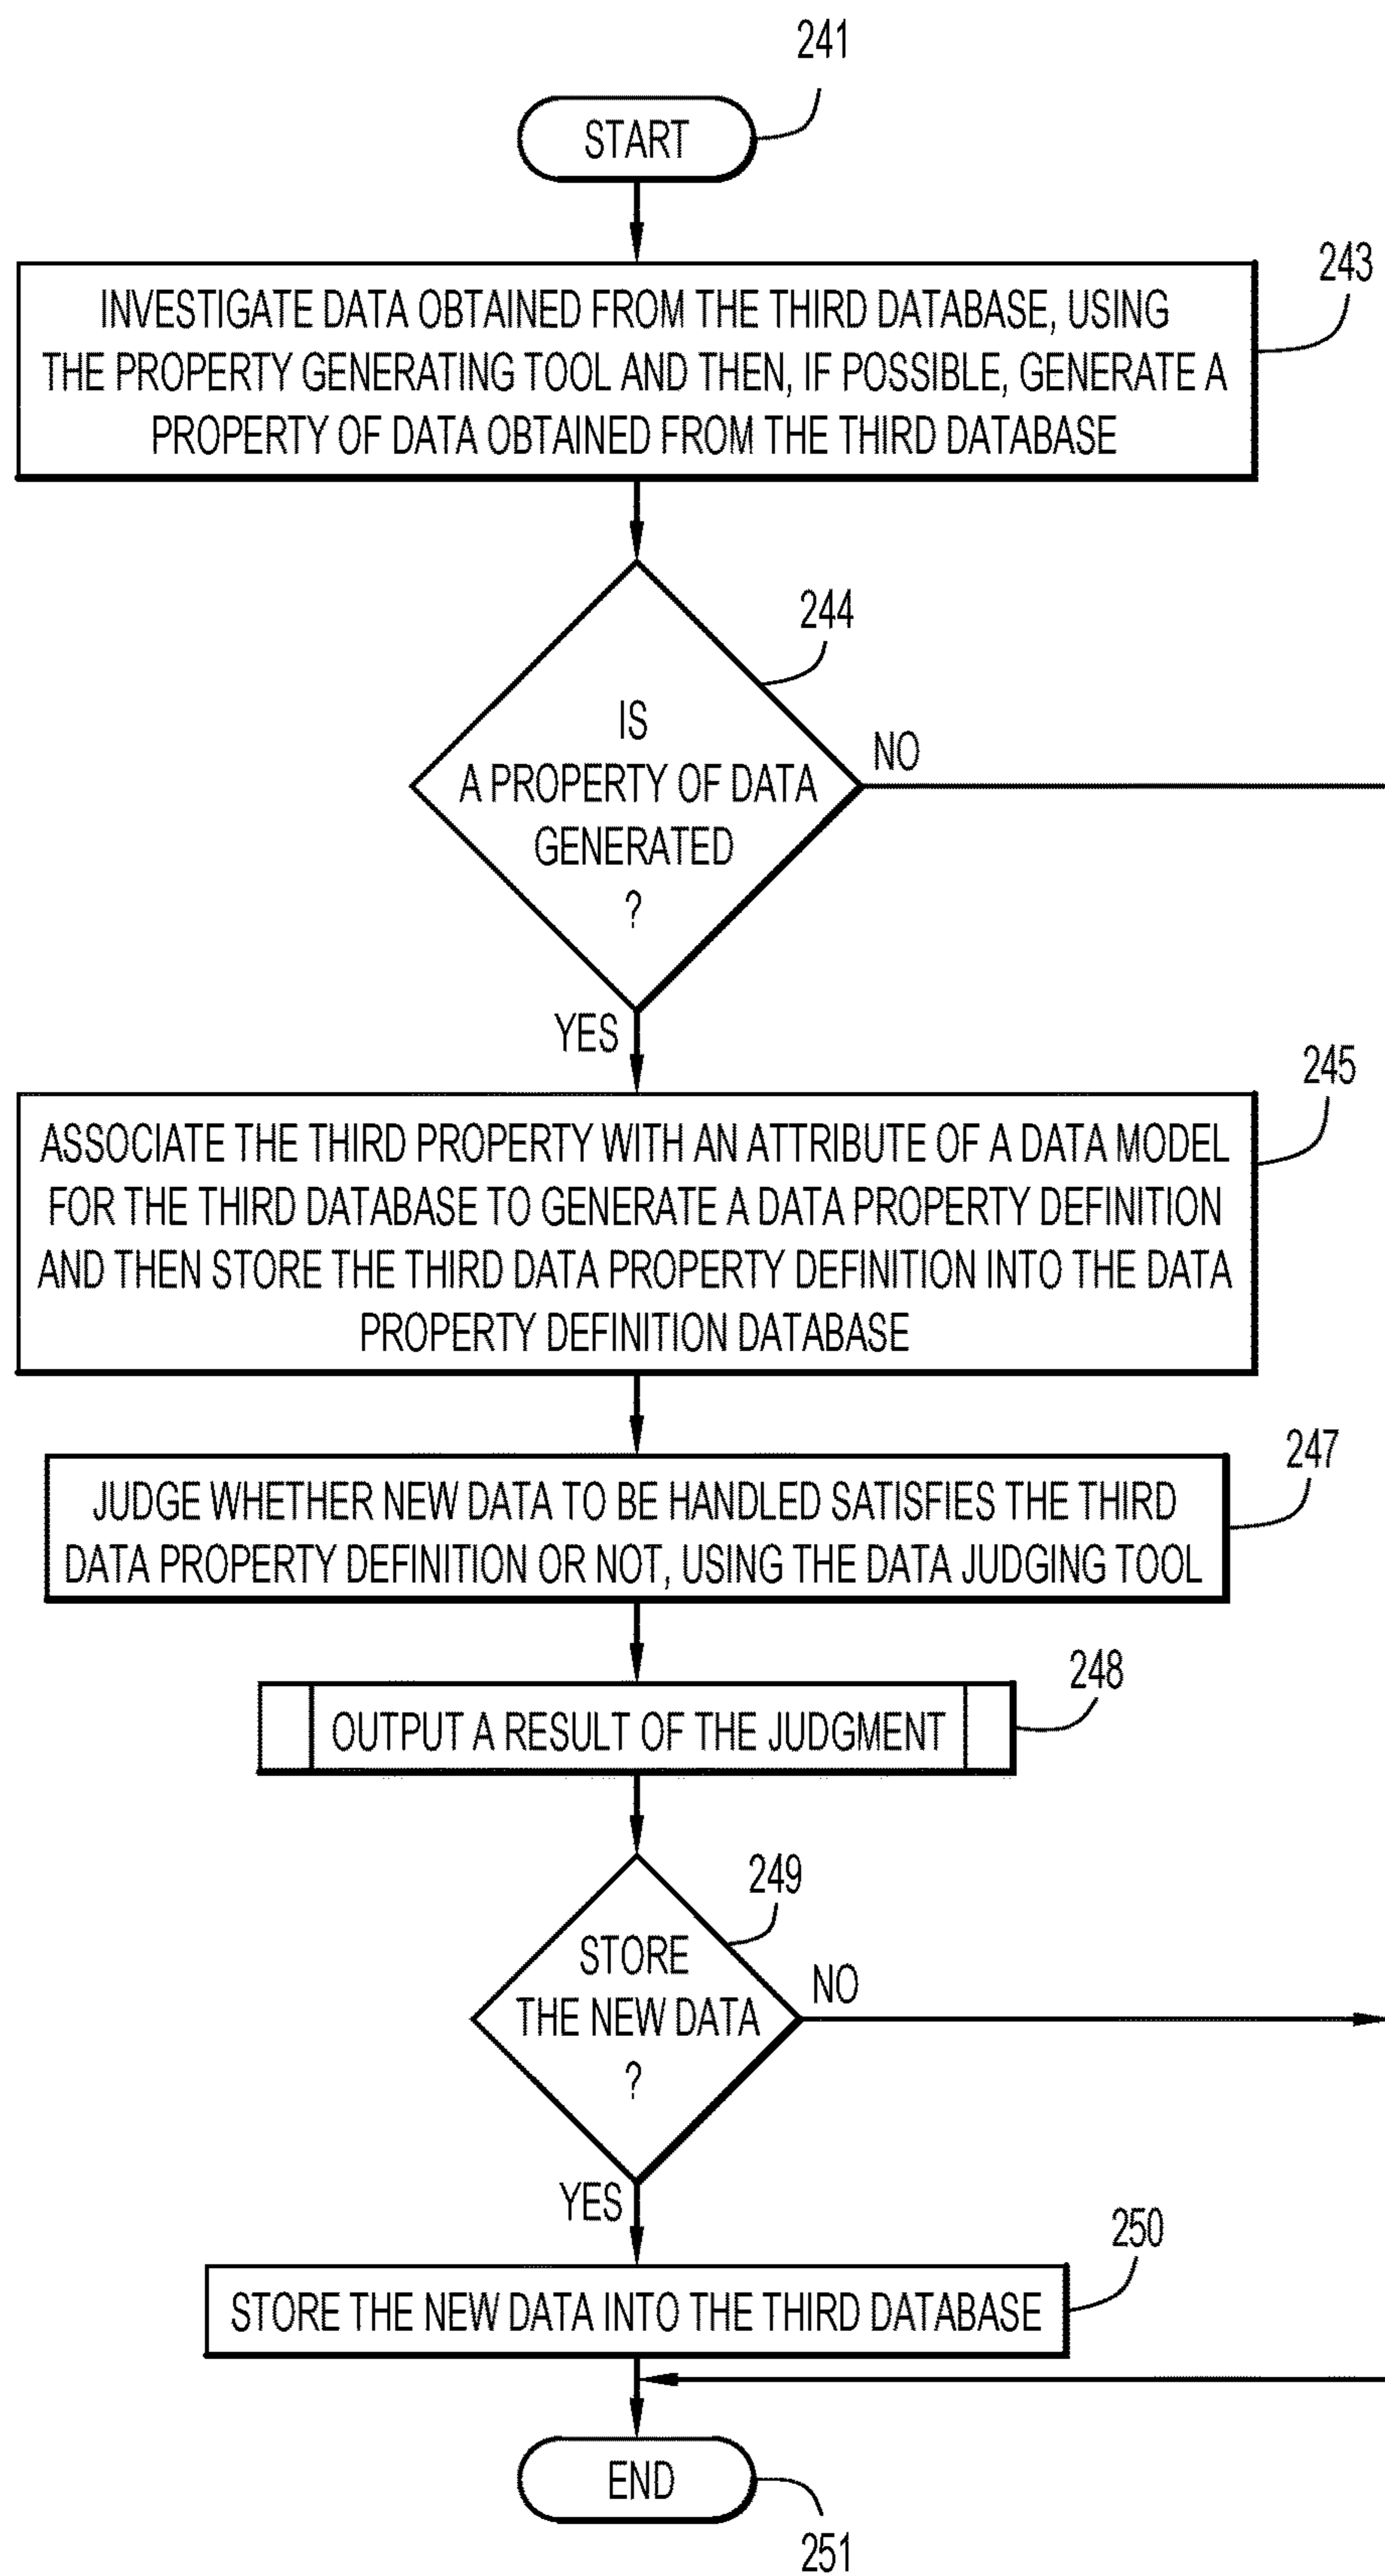 241
START
243
INVESTIGATE DATA OBTAINED FROM THE THIRD DATABASE, USING
THE PROPERTY GENERATING TOOL AND THEN, IF POSSIBLE, GENERATE A
PROPERTY OF DATA OBTAINED FROM THE THIRD DATABASE
244
IS
A PROPERTY OF DATA
GENERATED
?
NO
YES
245
ASSOCIATE THE THIRD PROPERTY WITH AN ATTRIBUTE OF A DATA MODEL
FOR THE THIRD DATABASE TO GENERATE A DATA PROPERTY DEFINITION
AND THEN STORE THE THIRD DATA PROPERTY DEFINITION INTO THE DATA
PROPERTY DEFINITION DATABASE
247
JUDGE WHETHER NEW DATA TO BE HANDLED SATISFIES THE THIRD
DATA PROPERTY DEFINITION OR NOT, USING THE DATA JUDGING TOOL
248
OUTPUT A RESULT OF THE JUDGMENT
249
STORE
THE NEW DATA
?
NO
YES
250
STORE THE NEW DATA INTO THE THIRD DATABASE
END
251